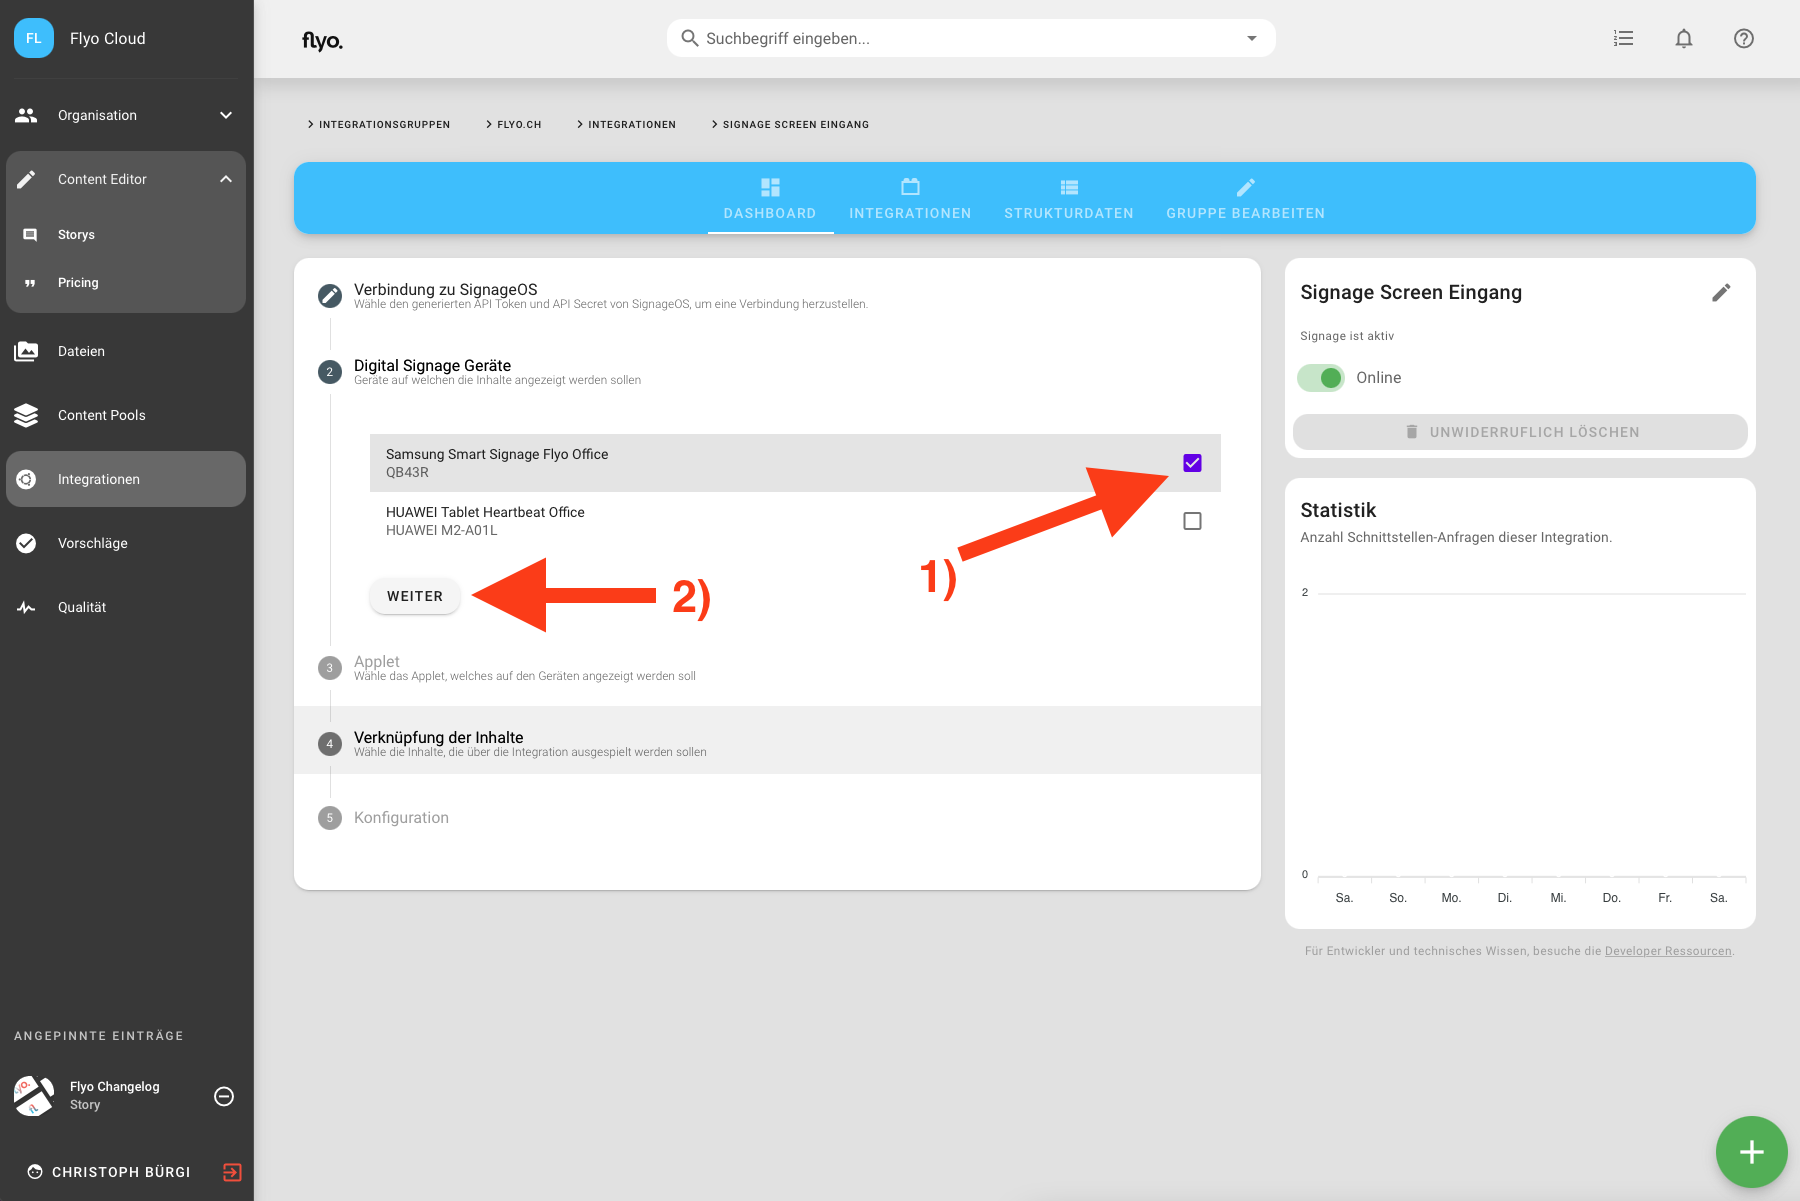 FL
Flyo Cloud
Organisation
Content Editor
Storys
Pricing
Dateien
Content Pools
Integrationen
Vorschläge
Qualität
ANGEPINNTE EINTRÄGE
Flyo Changelog
Story
CHRISTOPH BÜRGI
flyo.
Suchbegriff eingeben...
INTEGRATIONSGRUPPEN
FLYO.CH
INTEGRATIONEN
SIGNAGE SCREEN EINGANG
DASHBOARD
INTEGRATIONEN
STRUKTURDATEN
GRUPPE BEARBEITEN
Verbindung zu SignageOS
Wähle den generierten API Token und API Secret von SignageOS, um eine Verbindung herzustellen.
2
Digital Signage Geräte
Geräte auf welchen die Inhalte angezeigt werden sollen
Samsung Smart Signage Flyo Office
QB43R
HUAWEI Tablet Heartbeat Office
HUAWEI M2-A01L
1)
WEITER
2)
3
Applet
Wähle das Applet, welches auf den Geräten angezeigt werden soll
4
Verknüpfung der Inhalte
Wähle die Inhalte, die über die Integration ausgespielt werden sollen
5
Konfiguration
Signage Screen Eingang
Signage ist aktiv
Online
UNWIDERRUFLICH LÖSCHEN
Statistik
Anzahl Schnittstellen-Anfragen dieser Integration.
2
0
Sa. So. Mo. Di. Mi. Do. Fr. Sa.
Für Entwickler und technisches Wissen, besuche die Developer Ressourcen.